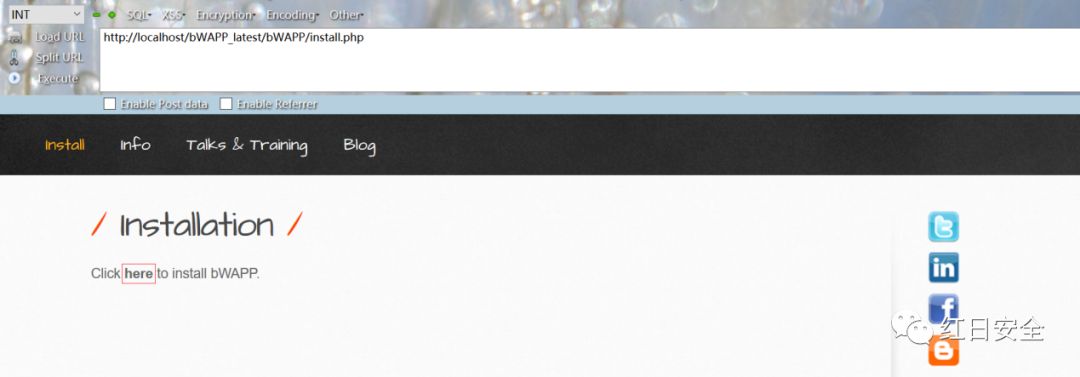 INT SQL▾ XSS▾ Encryption▾ Encoding▾ Other▾
Load URL http://localhost/bWAPP_latest/bWAPP/install.php
Split URL
Execute
Enable Post data Enable Referrer
Install Info Talks & Training Blog
/ Installation /
Click here to install bWAPP.
红日安全